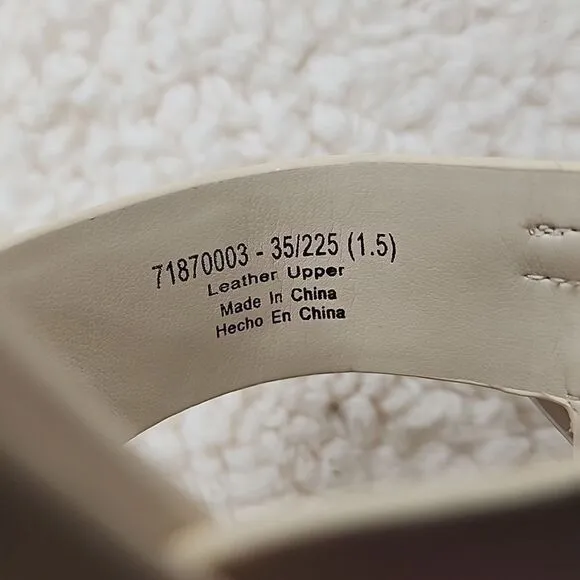 71870003 - 35/225 (1.5)
Leather Upper
Made In China
Hecho En China